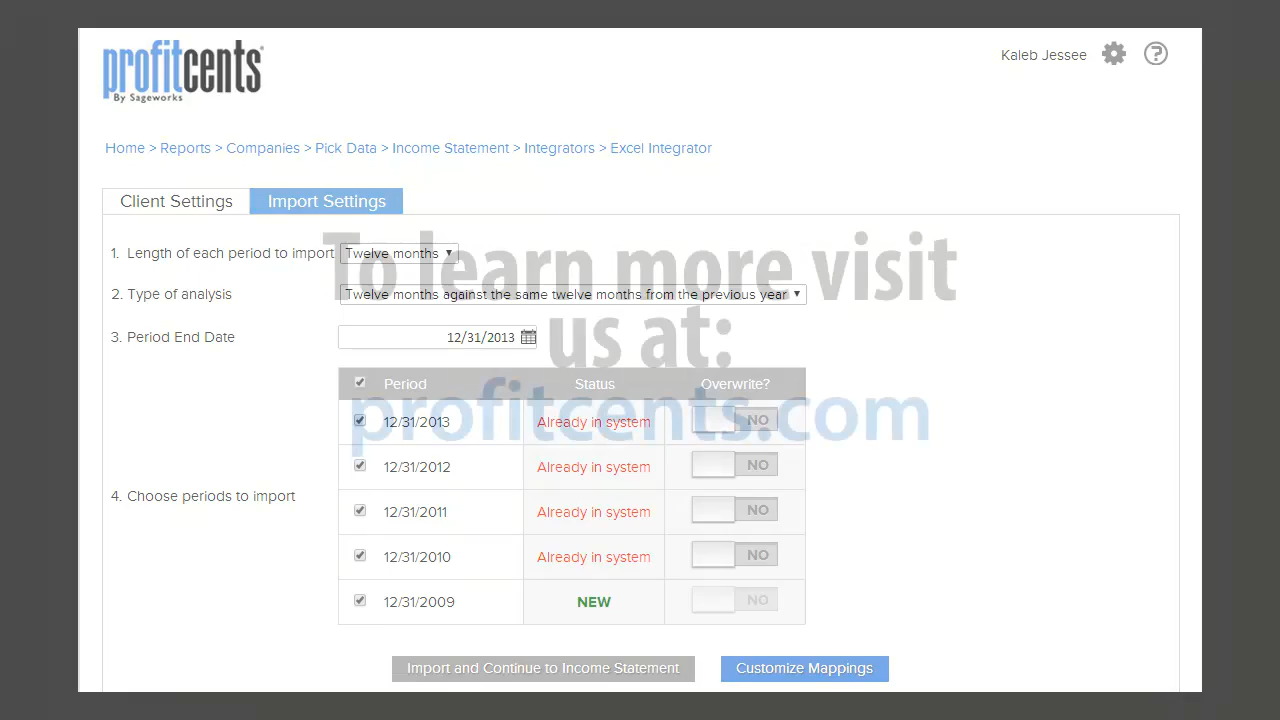 profitcents
By Sageworks
Kaleb Jessee
Home > Reports > Companies > Pick Data > Income Statement > Integrators > Excel Integrator
Client Settings Import Settings
1. Length of each period to import Twelve months
To learn more visit
2. Type of analysis Twelve months against the same twelve months from the previous year
3. Period End Date 12/31/2013
us at:
Period Status Overwrite?
profitcents.com
12/31/2013 Already in system NO
12/31/2012 Already in system NO
4. Choose periods to import
12/31/2011 Already in system NO
12/31/2010 Already in system NO
12/31/2009 NEW NO
Import and Continue to Income Statement Customize Mappings